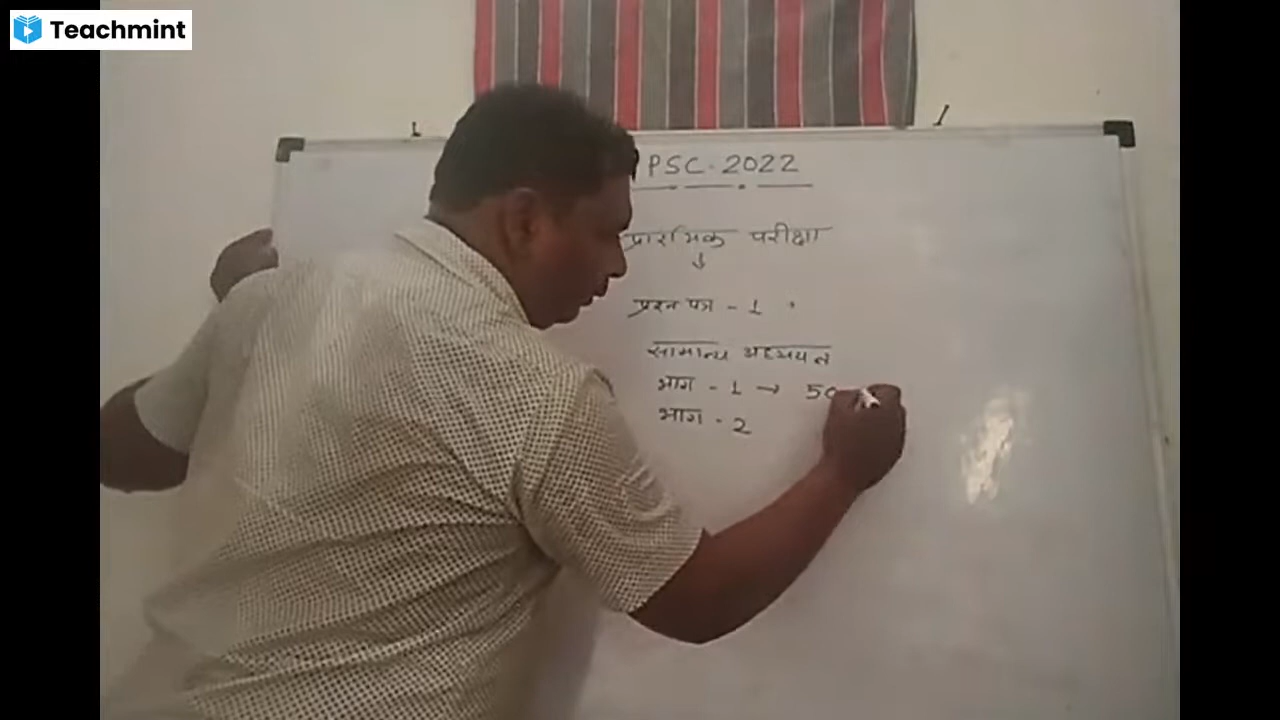 Teachmint
PSC-2022
प्रारंभिक परीक्षा
↓
प्रश्न पत्र - 1
सामान्य अध्ययन
भाग - 1 → 50
भाग - 2